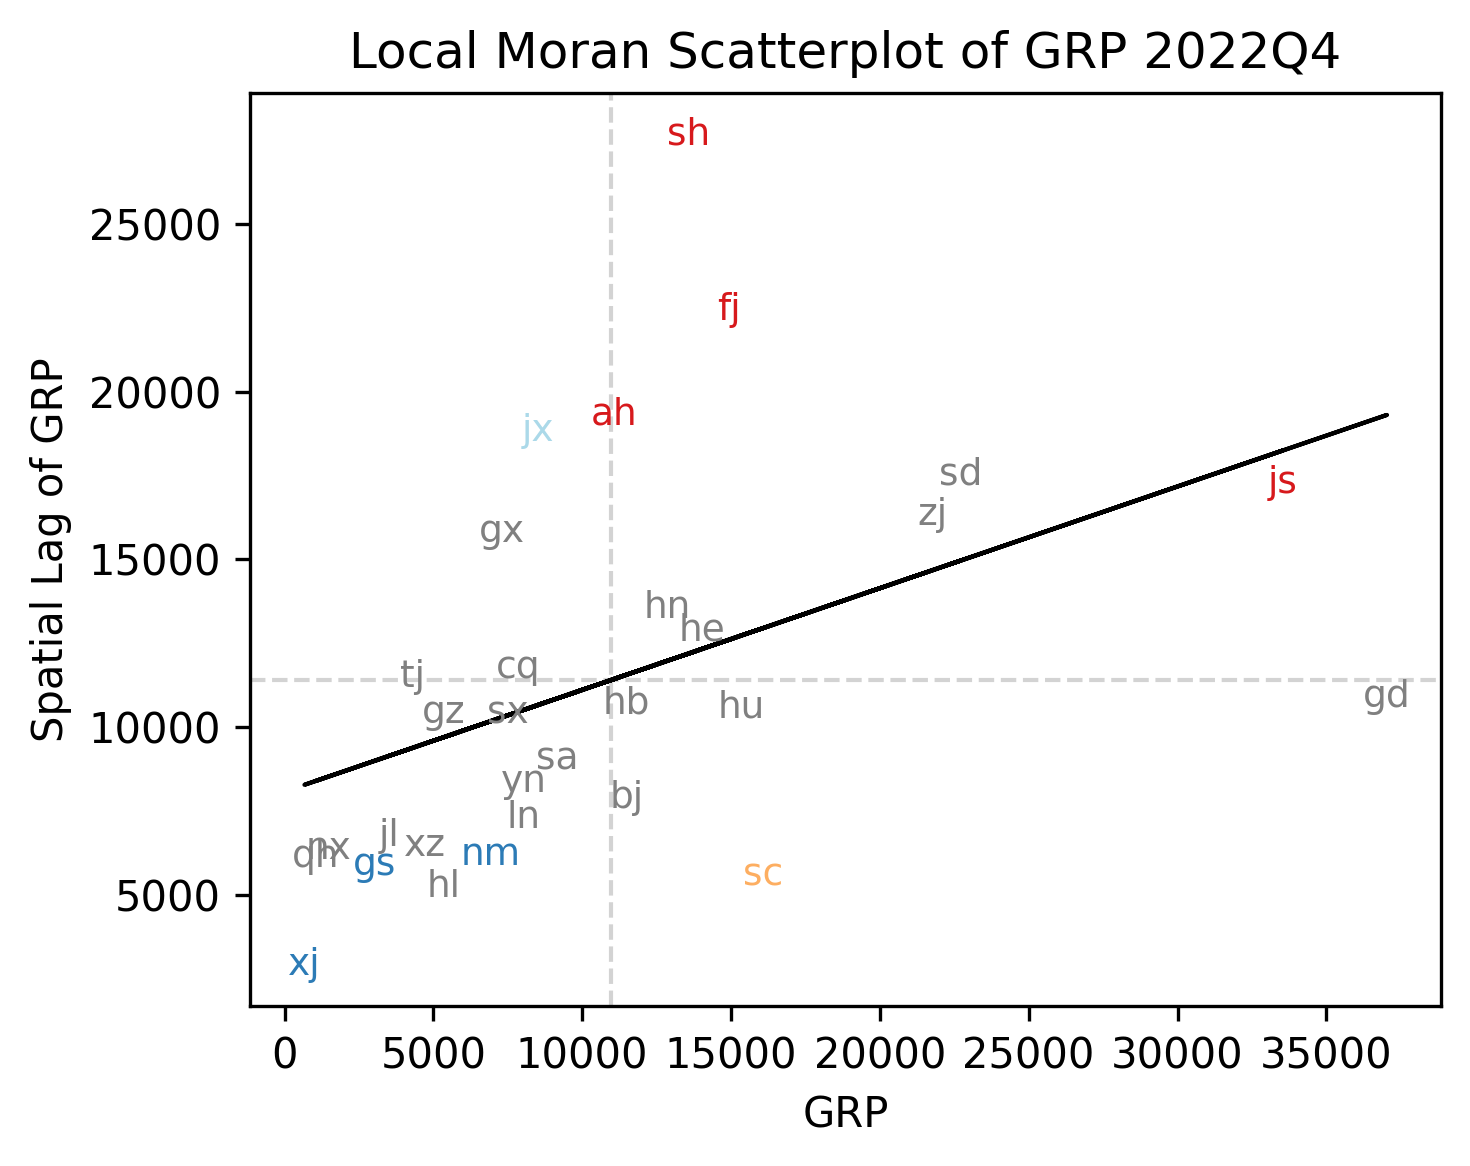 Local Moran Scatterplot of GRP 2022Q4
Spatial Lag of GRP
25000
20000
15000
10000
5000
sh
fj
ah
jx
sd
js
zj
gx
hn
he
cq
tj
gd
hb
hu
gz
sx
sa
yn
bj
ln
jl
xz
nx
qh
gs
nm
sc
hl
xj
0
5000
10000
15000
20000
25000
30000
35000
GRP